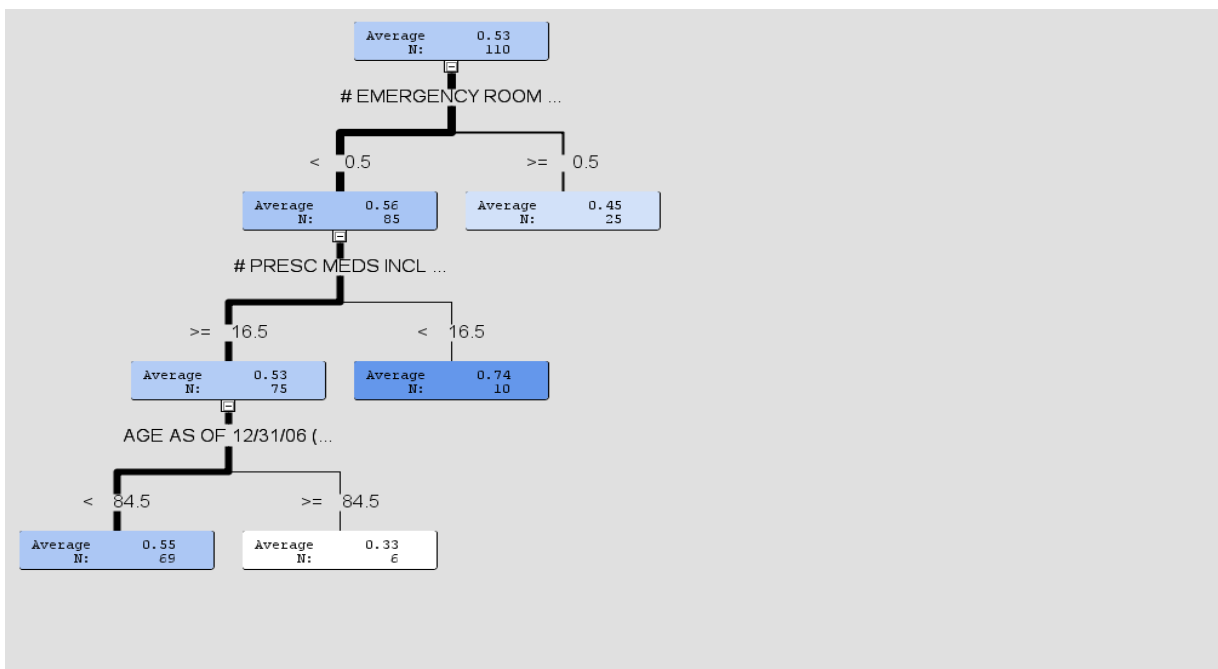 Average 0.53
N: 110
# EMERGENCY ROOM ...
< 0.5
>= 0.5
Average 0.56
N: 85
Average 0.45
N: 25
# PRESC MEDS INCL ...
>= 16.5
< 16.5
Average 0.53
N: 75
Average 0.74
N: 10
AGE AS OF 12/31/06 (...
< 84.5
>= 84.5
Average 0.55
N: 69
Average 0.33
N: 6